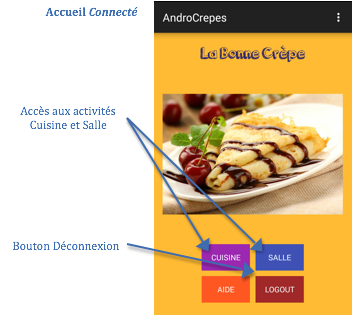 Accueil Connecté
AndroCrepes
La Bonne Crèpe
Accès aux activités
Cuisine et Salle
Bouton Déconnexion
CUISINE
SALLE
AIDE
LOGOUT